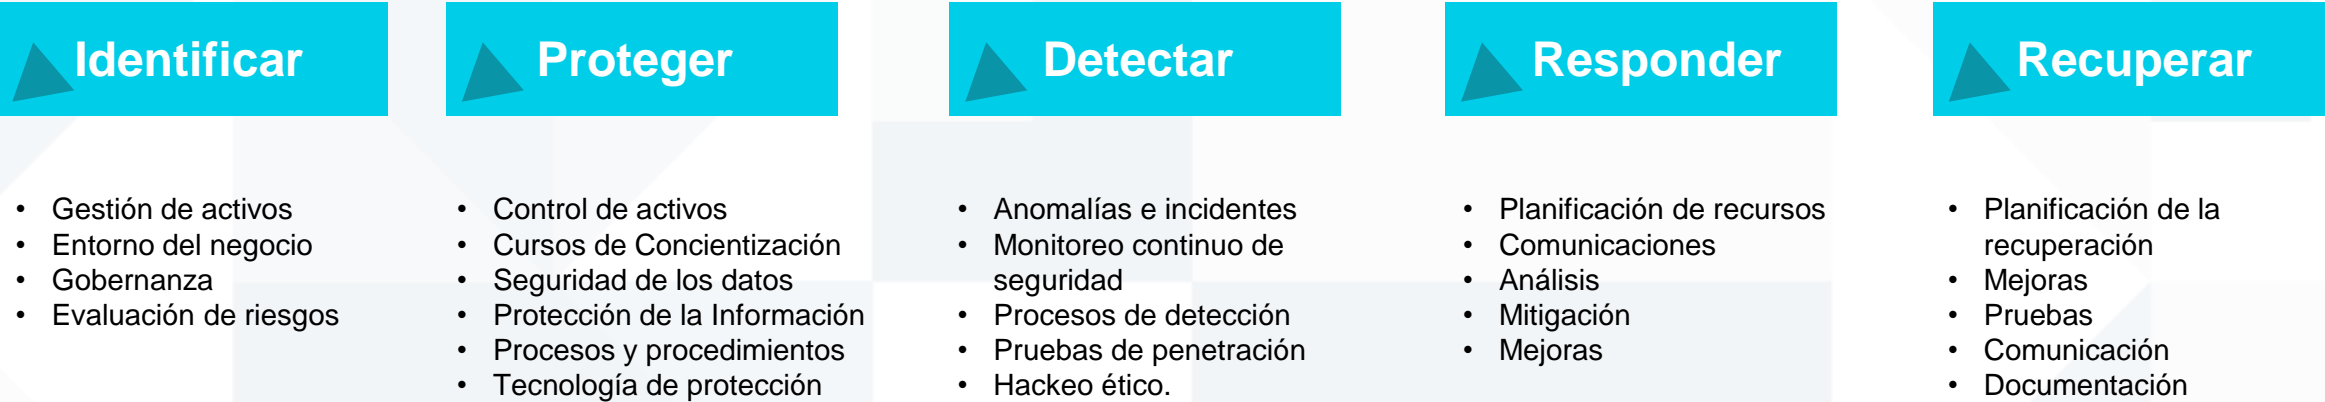 Identificar
• Gestión de activos
• Entorno del negocio
• Gobernanza
• Evaluación de riesgos
Proteger
• Control de activos
• Cursos de Concientización
• Seguridad de los datos
• Protección de la Información
• Procesos y procedimientos
• Tecnología de protección
Detectar
• Anomalías e incidentes
• Monitoreo continuo de
seguridad
• Procesos de detección
• Pruebas de penetración
• Hackeo ético.
Responder
• Planificación de recursos
• Comunicaciones
• Análisis
• Mitigación
• Mejoras
Recuperar
• Planificación de la
recuperación
• Mejoras
• Pruebas
• Comunicación
• Documentación